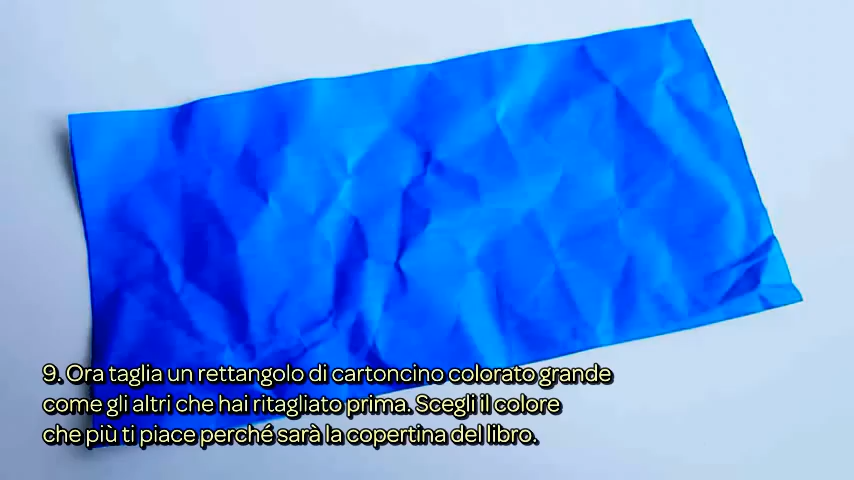 9. Ora taglia un rettangolo di cartoncino colorato grande
come gli altri che hai ritagliato prima. Scegli il colore
che più ti piace perché sarà la copertina del libro.